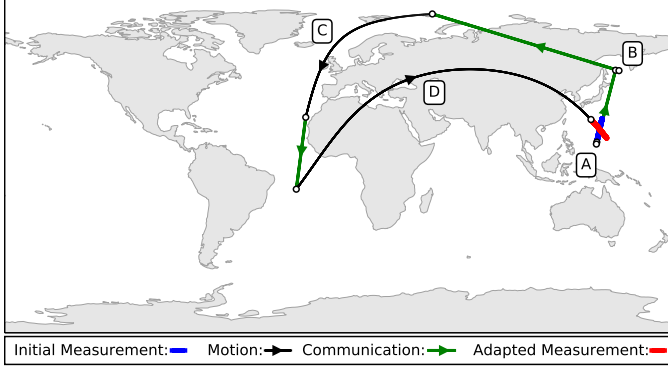 C
B
D
A
Initial Measurement: Motion: Communication: Adapted Measurement: